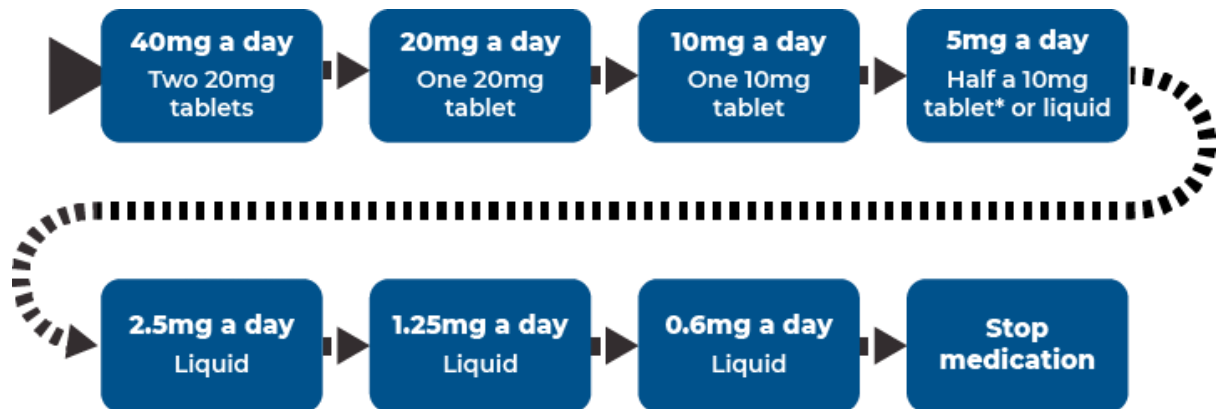 40mg a day
Two 20mg
tablets
20mg a day
One 20mg
tablet
10mg a day
One 10mg
tablet
5mg a day
Half a 10mg
tablet* or liquid
2.5mg a day
Liquid
1.25mg a day
Liquid
0.6mg a day
Liquid
Stop
medication